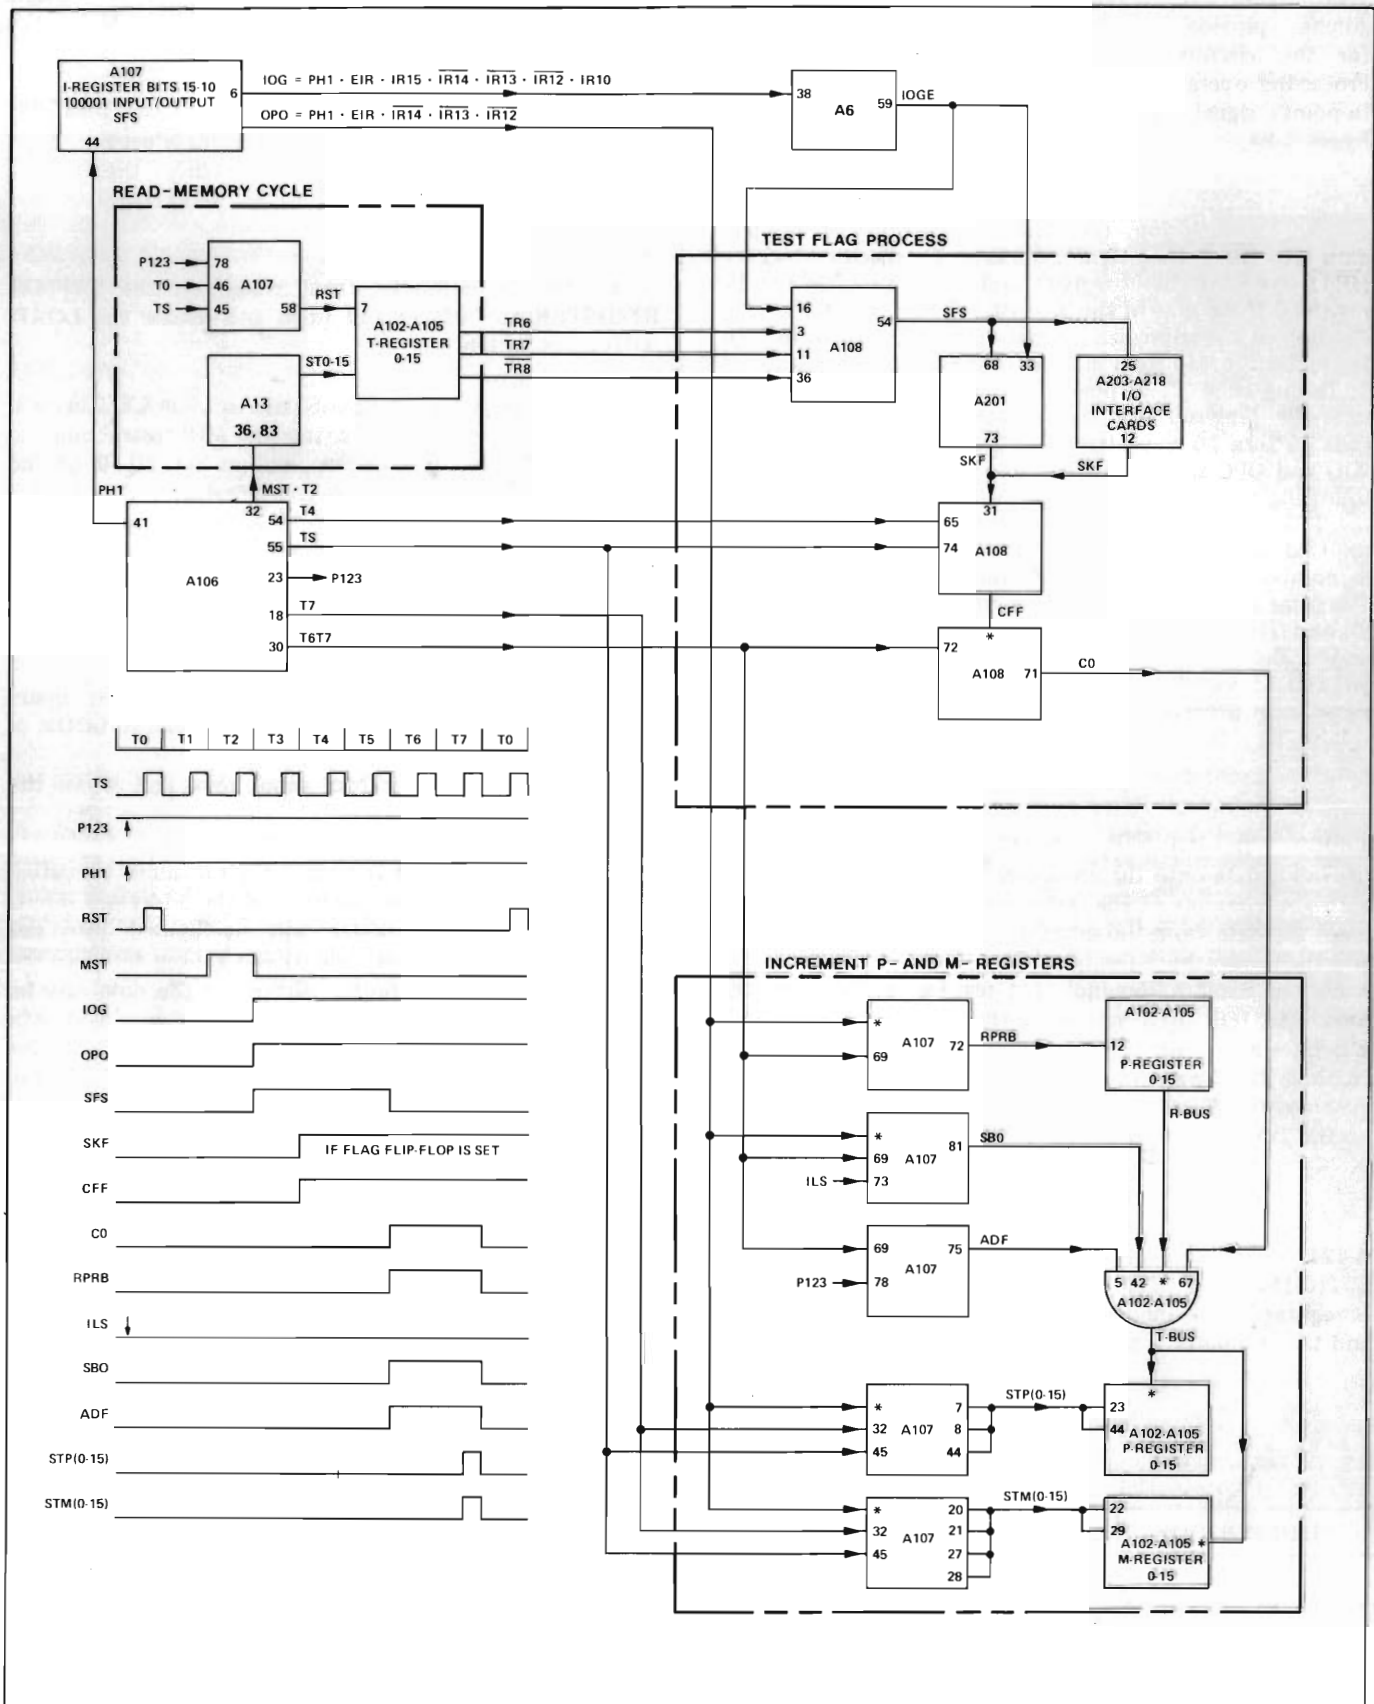 A107
I-REGISTER BITS 15-10
100001 INPUT/OUTPUT
SFS
6
44
IOG = PH1 · EIR · IR15 · IR14 · IR13 · IR12 · IR10
OPO = PH1 · EIR · IR14 · IR13 · IR12
38
A6
59
IOGE
READ-MEMORY CYCLE
P123
T0
TS
78
46
45
A107
58
RST
7
A102-A105
T-REGISTER
0-15
A13
36, 83
ST0-15
TR6
TR7
TR8
TEST FLAG PROCESS
16
3
11
36
A108
54
SFS
68
33
A201
73
25
A203-A218
I/O
INTERFACE
CARDS
12
SKF
SKF
PH1
MST · T2
41
32
54
55
A106
23
18
30
T4
TS
P123
T7
T6T7
31
65
74
A108
CFF
*
72
A108
71
C0
T0 T1 T2 T3 T4 T5 T6 T7 T0
TS
P123
PH1
RST
MST
IOG
OPO
SFS
SKF
IF FLAG FLIP-FLOP IS SET
CFF
C0
RPRB
ILS
SBO
ADF
STP(0-15)
STM(0-15)
INCREMENT P- AND M- REGISTERS
*
69
A107
72
RPRB
A102-A105
12
P-REGISTER
0-15
R-BUS
*
69
ILS
73
A107
81
SBO
69
P123
78
A107
75
ADF
5 42 * 67
A102-A105
T-BUS
*
32
45
A107
7
8
44
STP(0-15)
*
23
44
A102-A105
P-REGISTER
0-15
*
32
45
A107
20
21
27
28
STM(0-15)
22
29
A102-A105 *
M-REGISTER
0-15